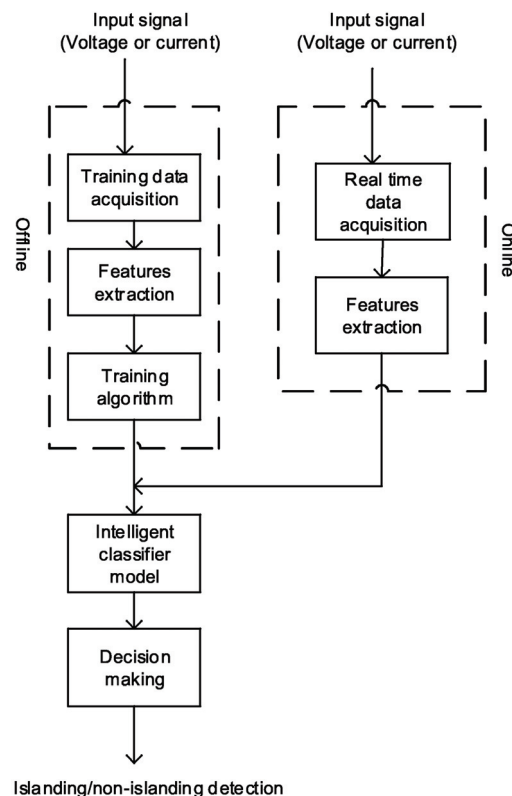 Input signal
(Voltage or current)
Input signal
(Voltage or current)
Offline
Training data
acquisition
Features
extraction
Training
algorithm
Real time
data
acquisition
Features
extraction
Online
Intelligent
classifier
model
Decision
making
Islanding/non-islanding detection